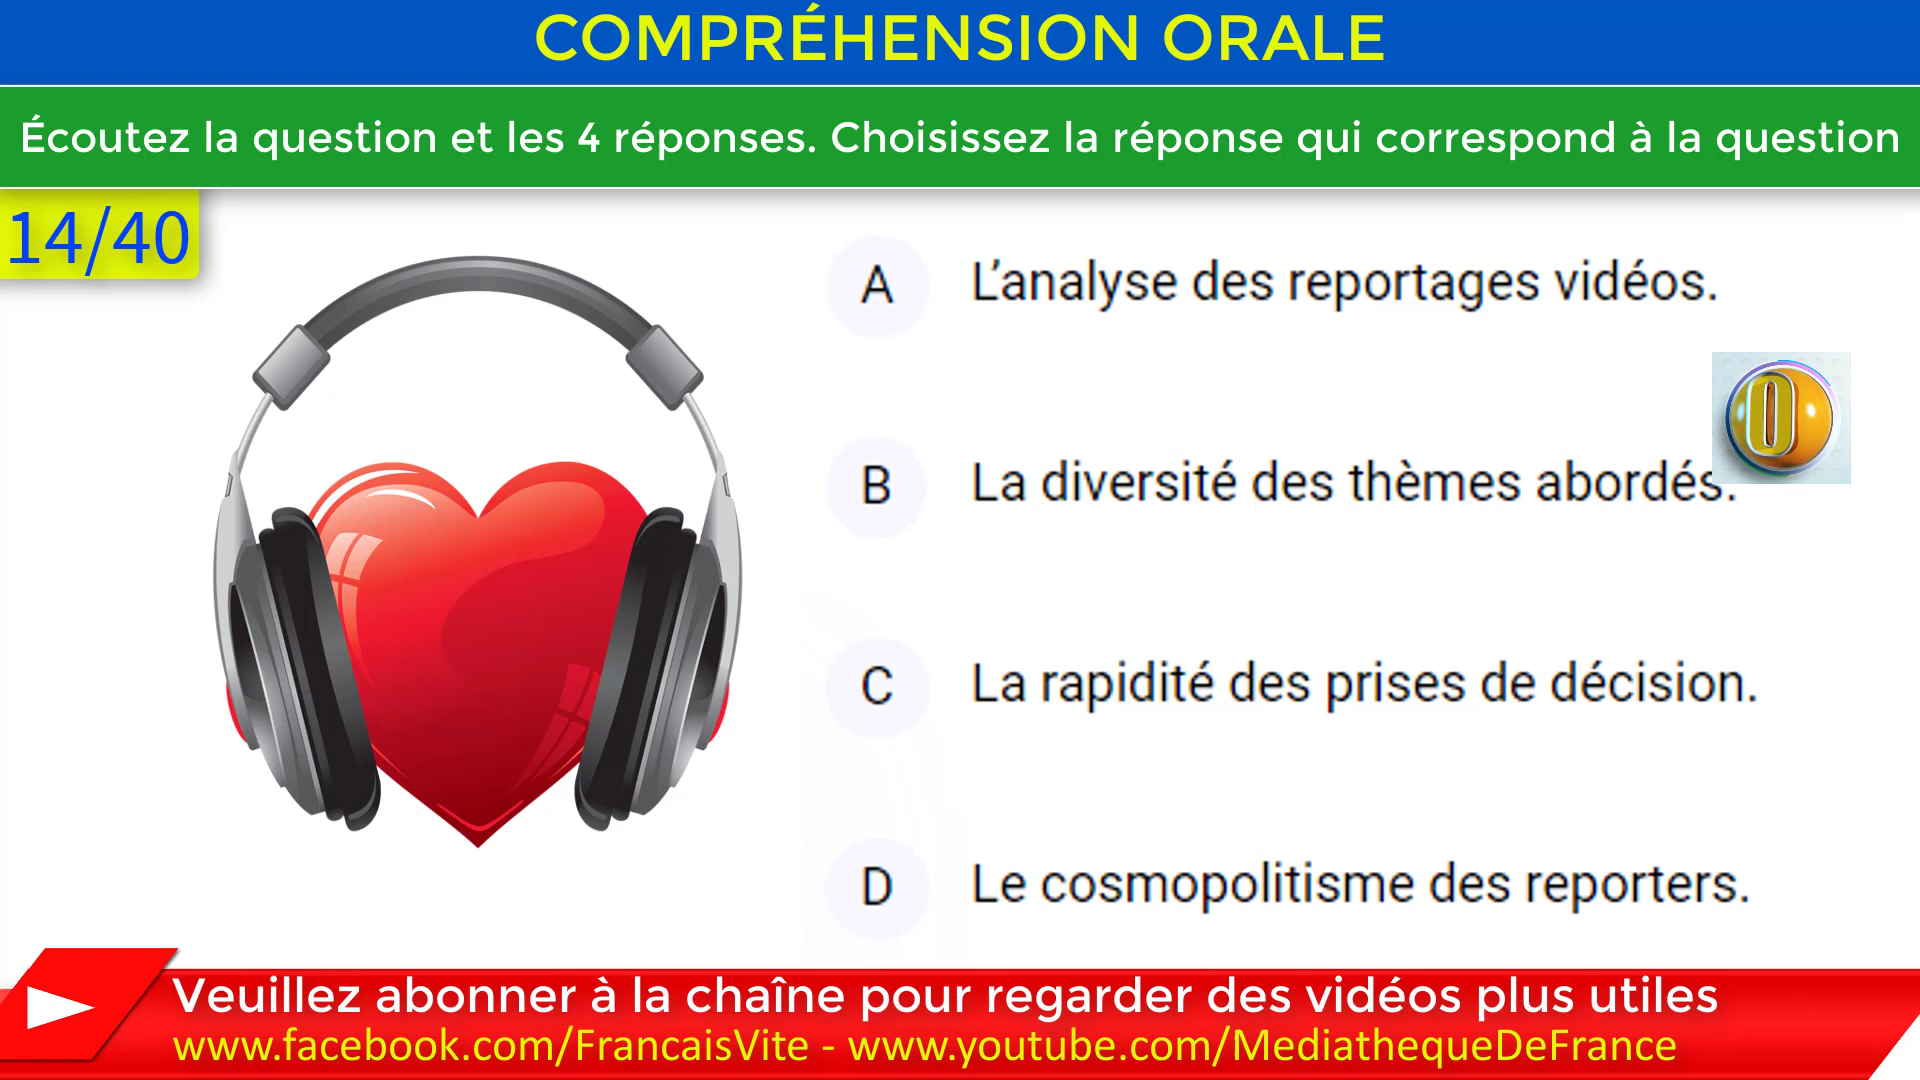 COMPRÉHENSION ORALE
Écoutez la question et les 4 réponses. Choisissez la réponse qui correspond à la question
14/40
A L’analyse des reportages vidéos.
0
B La diversité des thèmes abordés.
C La rapidité des prises de décision.
D Le cosmopolitisme des reporters.
Veuillez abonner à la chaîne pour regarder des vidéos plus utiles
www.facebook.com/FrancaisVite - www.youtube.com/MediathequeDeFrance